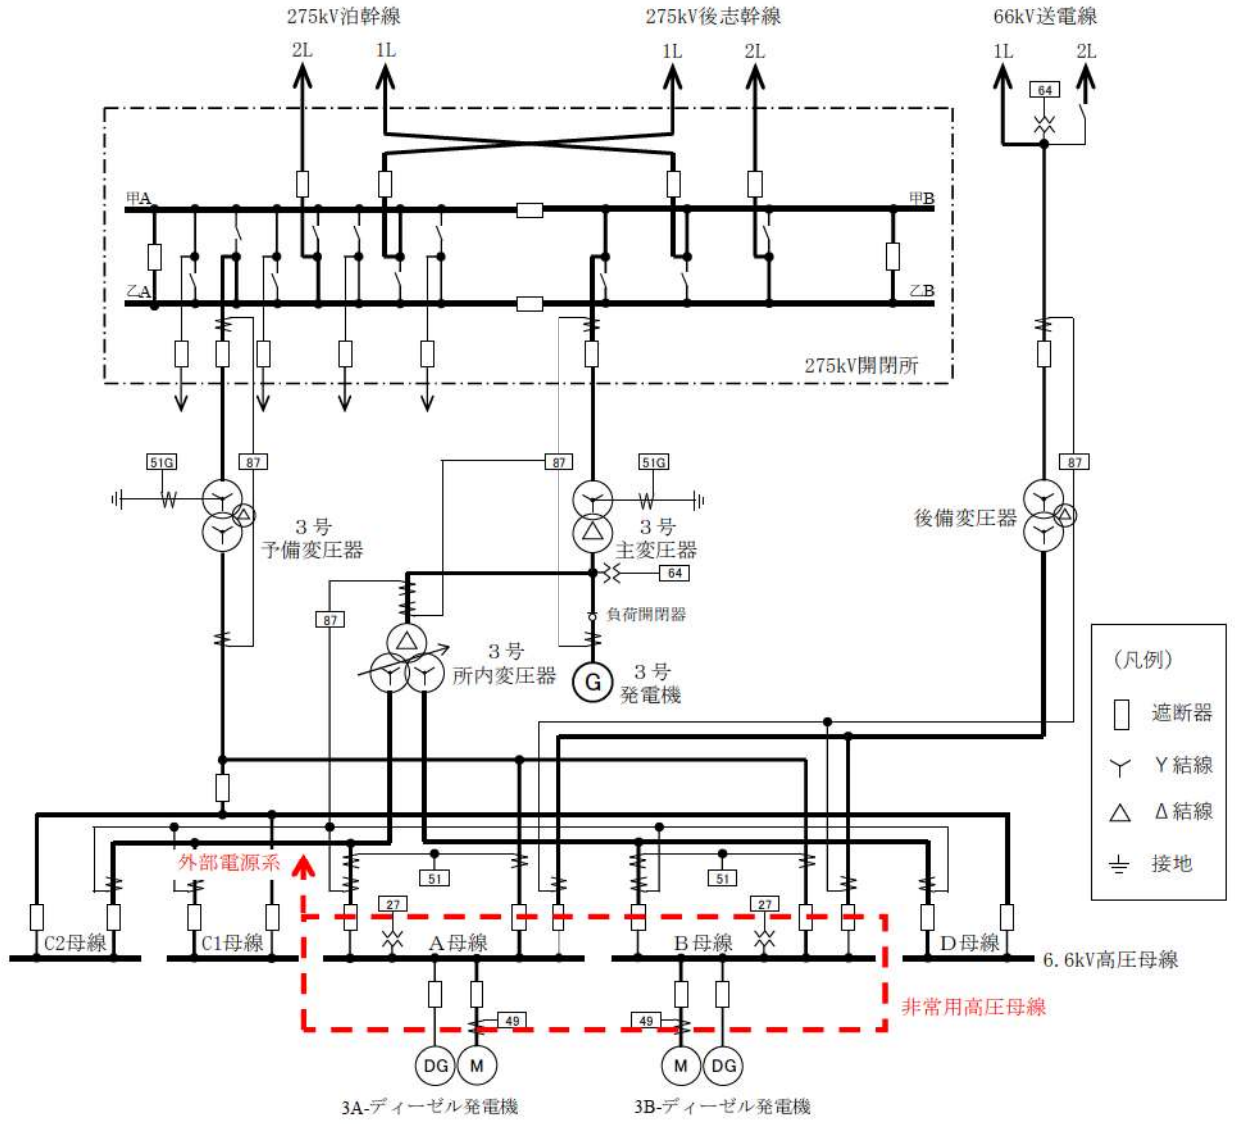 275kV泊幹線
275kV後志幹線
66kV送電線
2L
1L
1L
2L
1L
2L
64
甲A
甲B
乙A
乙B
275kV開閉所
51G
87
87
51G
87
3号
予備変圧器
3号
主変圧器
後備変圧器
64
87
負荷開閉器
3号
所内変圧器
G
3号
発電機
(凡例)
遮断器
Y結線
Δ結線
接地
外部電源系
51
51
27
27
C2母線
C1母線
A母線
B母線
D母線
6.6kV高圧母線
49
49
非常用高圧母線
DG
M
M
DG
3A-ディーゼル発電機
3B-ディーゼル発電機